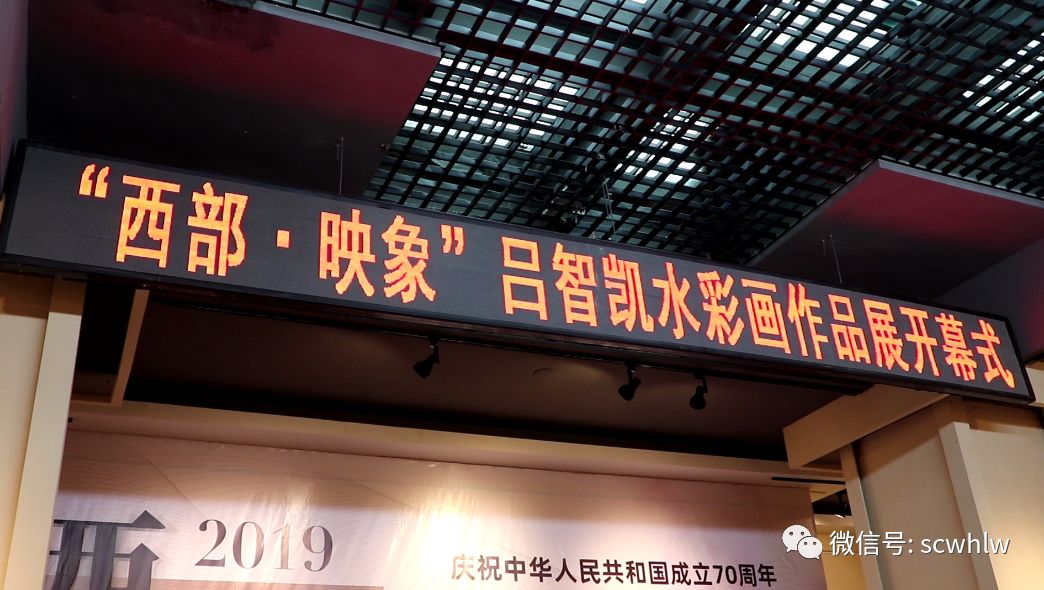 “西部·映象”吕智凯水彩画作品展开幕式
2019
庆祝中华人民共和国成立70周年
微信号: scwhlw